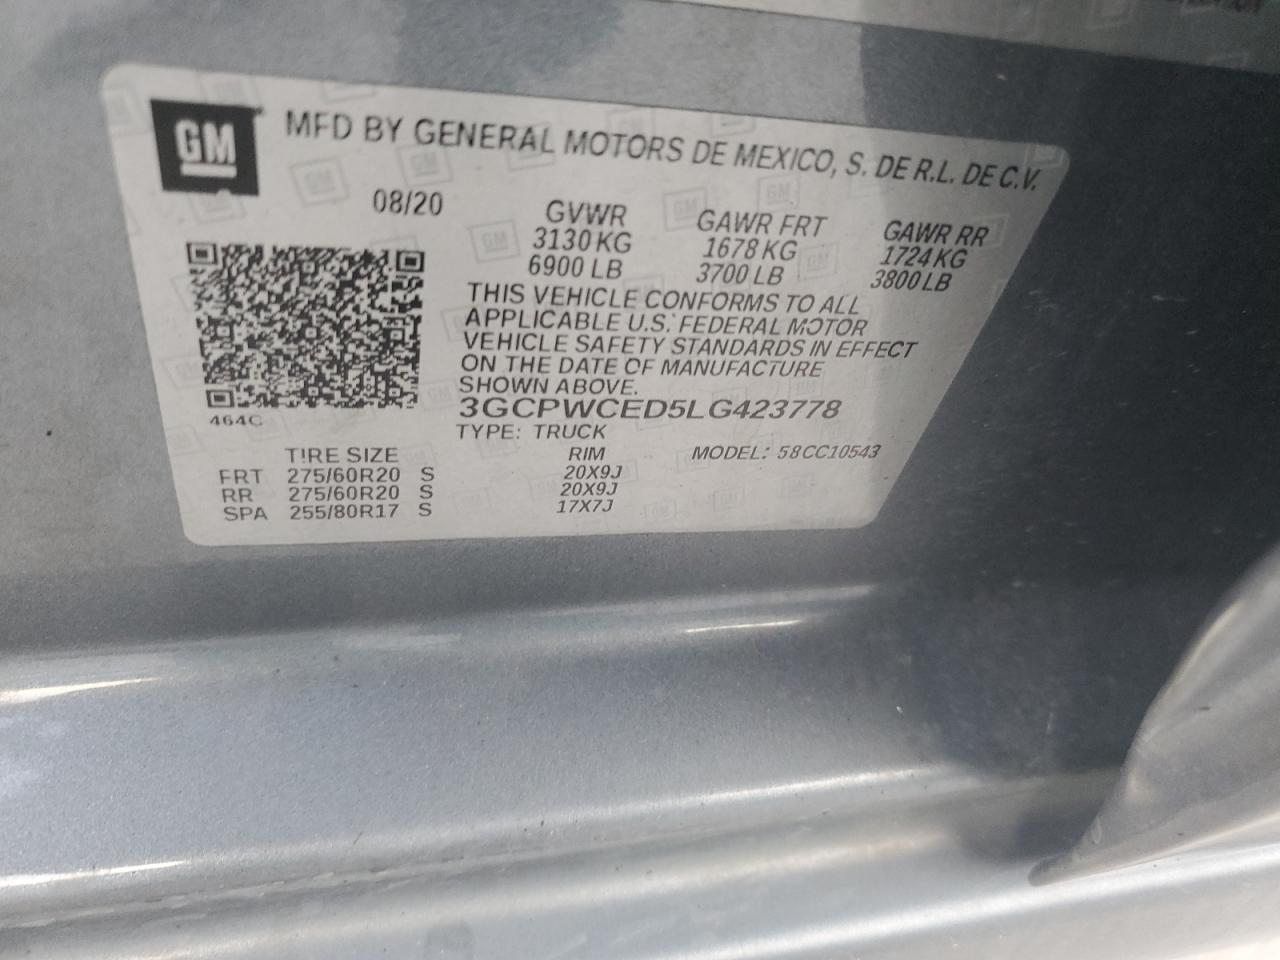 GM
MFD BY GENERAL MOTORS DE MEXICO, S. DE R.L. DE C.V.
08/20
GVWR GAWR FRT GAWR RR
3130 KG 1678 KG 1724 KG
6900 LB 3700 LB 3800 LB
THIS VEHICLE CONFORMS TO ALL
APPLICABLE U.S. FEDERAL MOTOR
VEHICLE SAFETY STANDARDS IN EFFECT
ON THE DATE OF MANUFACTURE
SHOWN ABOVE.
3GCPWCED5LG423778
464C
TYPE: TRUCK
TIRE SIZE RIM MODEL: 58CC10543
FRT 275/60R20 S 20X9J
RR 275/60R20 S 20X9J
SPA 255/80R17 S 17X7J